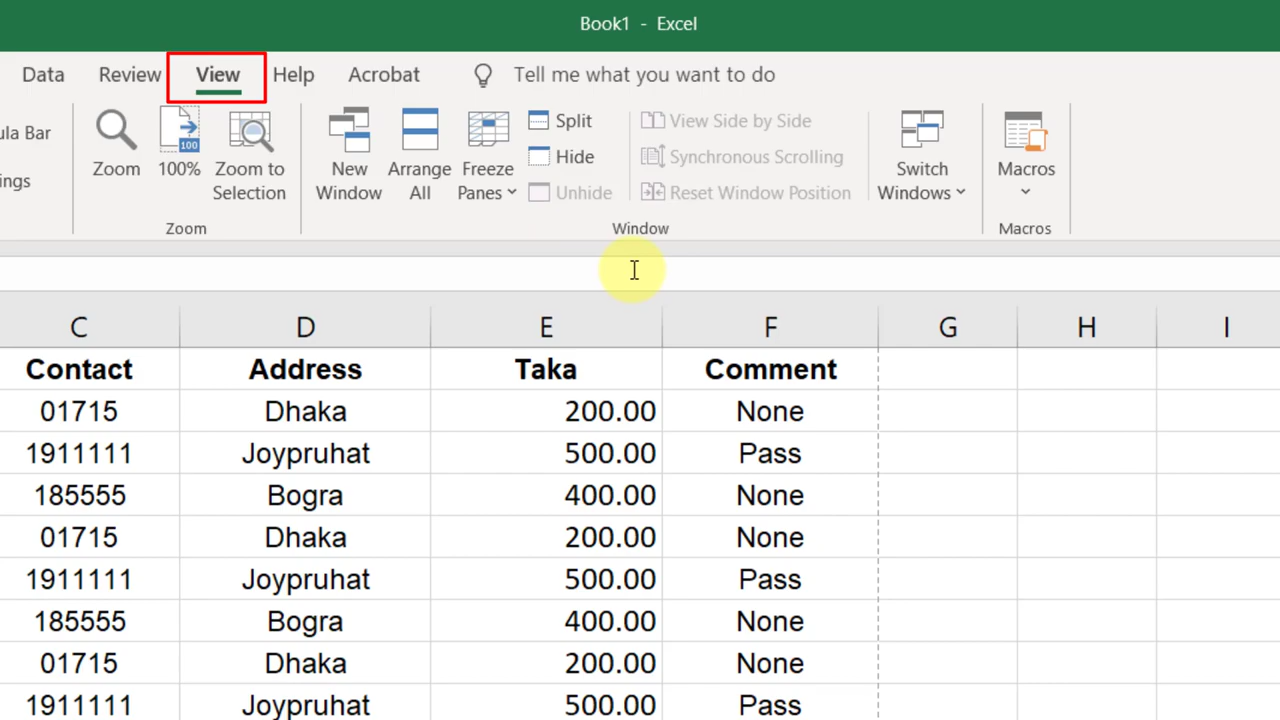 Book1 - Excel
Data Review View Help Acrobat Tell me what you want to do
ula Bar
ings
Zoom
100%
100
Zoom to
Selection
Zoom
New
Window
Arrange
All
Freeze
Panes
Split
Hide
Unhide
View Side by Side
Synchronous Scrolling
Reset Window Position
Switch
Windows
Window
Macros
Macros
C D E F G H I
Contact Address Taka Comment
01715 Dhaka 200.00 None
1911111 Joypruhat 500.00 Pass
185555 Bogra 400.00 None
01715 Dhaka 200.00 None
1911111 Joypruhat 500.00 Pass
185555 Bogra 400.00 None
01715 Dhaka 200.00 None
1911111 Joypruhat 500.00 Pass